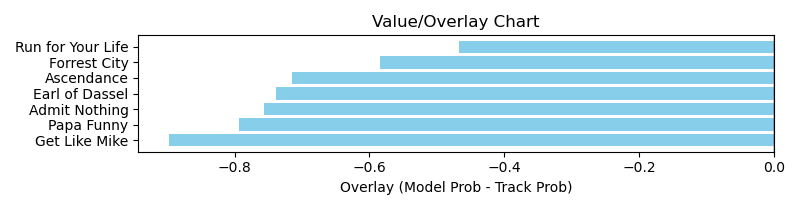 Value/Overlay Chart
Run for Your Life
Forrest City
Ascendance
Earl of Dassel
Admit Nothing
Papa Funny
Get Like Mike
−0.8 −0.6 −0.4 −0.2 0.0
Overlay (Model Prob - Track Prob)